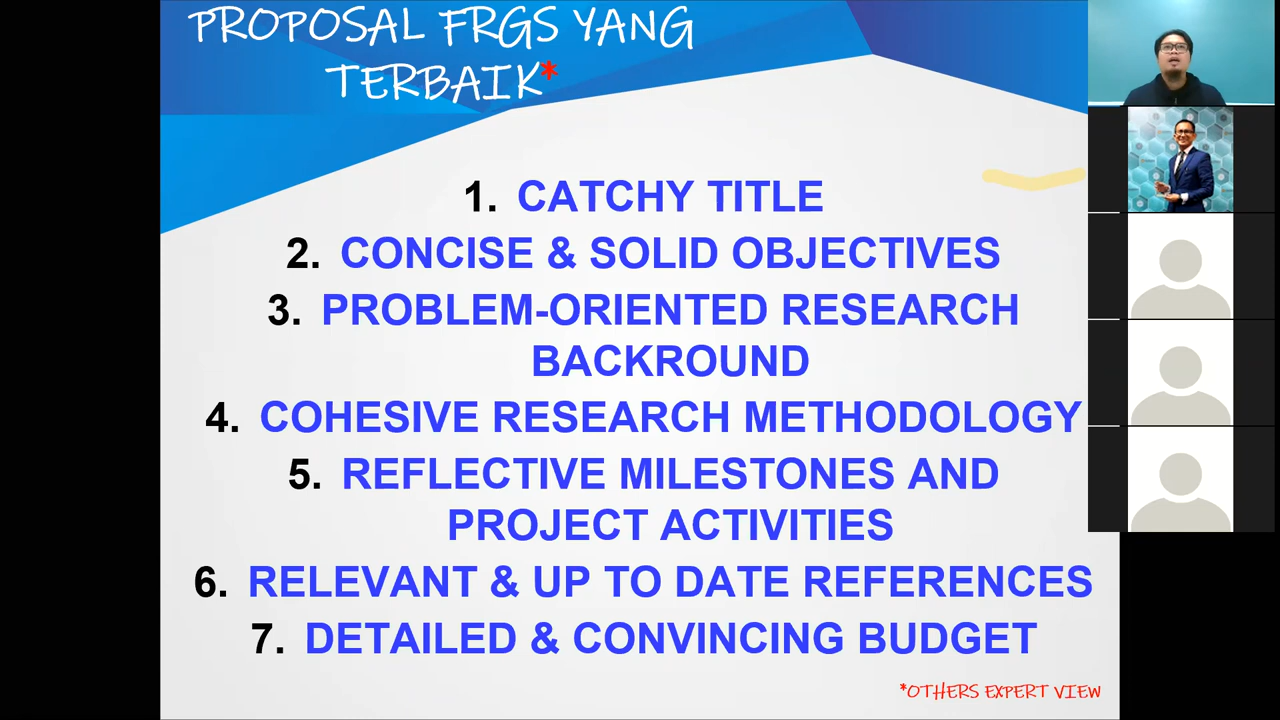 PROPOSAL FRGS YANG
TERBAIK*
1. CATCHY TITLE
2. CONCISE & SOLID OBJECTIVES
3. PROBLEM-ORIENTED RESEARCH
BACKROUND
4. COHESIVE RESEARCH METHODOLOGY
5. REFLECTIVE MILESTONES AND
PROJECT ACTIVITIES
6. RELEVANT & UP TO DATE REFERENCES
7. DETAILED & CONVINCING BUDGET
*OTHERS EXPERT VIEW